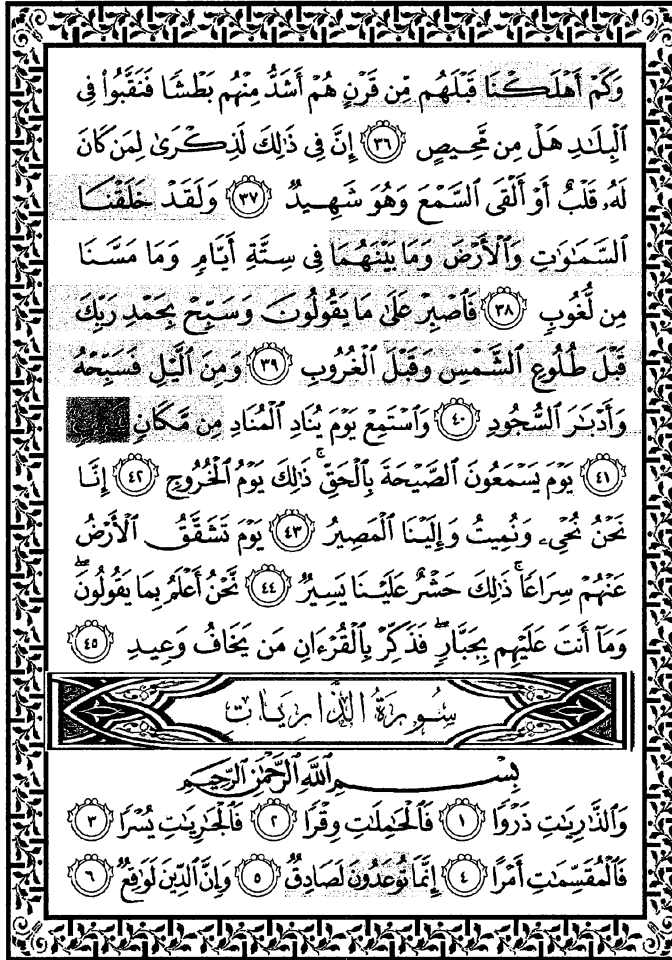 وَكَمْ أَهْلَكْنَا قَبْلَهُم مِّن قَرْنٍ هُمْ أَشَدُّ مِنْهُم بَطْشًا فَنَقَّبُوا۟ فِى
ٱلْبِلَـٰدِ هَلْ مِن مَّحِيصٍ ٣٦ إِنَّ فِى ذَٰلِكَ لَذِكْرَىٰ لِمَن كَانَ
لَهُۥ قَلْبٌ أَوْ أَلْقَى ٱلسَّمْعَ وَهُوَ شَهِيدٌ ٣٧ وَلَقَدْ خَلَقْنَا
ٱلسَّمَـٰوَٰتِ وَٱلْأَرْضَ وَمَا بَيْنَهُمَا فِى سِتَّةِ أَيَّامٍ وَمَا مَسَّنَا
مِن لُّغُوبٍ ٣٨ فَٱصْبِرْ عَلَىٰ مَا يَقُولُونَ وَسَبِّحْ بِحَمْدِ رَبِّكَ
قَبْلَ طُلُوعِ ٱلشَّمْسِ وَقَبْلَ ٱلْغُرُوبِ ٣٩ وَمِنَ ٱلَّيْلِ فَسَبِّحْهُ
وَأَدْبَـٰرَ ٱلسُّجُودِ ٤٠ وَٱسْتَمِعْ يَوْمَ يُنَادِ ٱلْمُنَادِ مِن مَّكَانٍ
٤١ يَوْمَ يَسْمَعُونَ ٱلصَّيْحَةَ بِٱلْحَقِّ ۚ ذَٰلِكَ يَوْمُ ٱلْخُرُوجِ ٤٢ إِنَّا
نَحْنُ نُحْىِۦ وَنُمِيتُ وَإِلَيْنَا ٱلْمَصِيرُ ٤٣ يَوْمَ تَشَقَّقُ ٱلْأَرْضُ
عَنْهُمْ سِرَاعًا ۚ ذَٰلِكَ حَشْرٌ عَلَيْنَا يَسِيرٌ ٤٤ نَّحْنُ أَعْلَمُ بِمَا يَقُولُونَ ۖ
وَمَآ أَنتَ عَلَيْهِم بِجَبَّارٍ ۖ فَذَكِّرْ بِٱلْقُرْءَانِ مَن يَخَافُ وَعِيدِ ٤٥
سُورَةُ الذَّارِيَاتِ
بِسْمِ ٱللَّهِ ٱلرَّحْمَـٰنِ ٱلرَّحِيمِ
وَٱلذَّٰرِيَـٰتِ ذَرْوًا ١ فَٱلْحَـٰمِلَـٰتِ وِقْرًا ٢ فَٱلْجَـٰرِيَـٰتِ يُسْرًا ٣
فَٱلْمُقَسِّمَـٰتِ أَمْرًا ٤ إِنَّمَا تُوعَدُونَ لَصَادِقٌ ٥ وَإِنَّ ٱلدِّينَ لَوَٰقِعٌ ٦